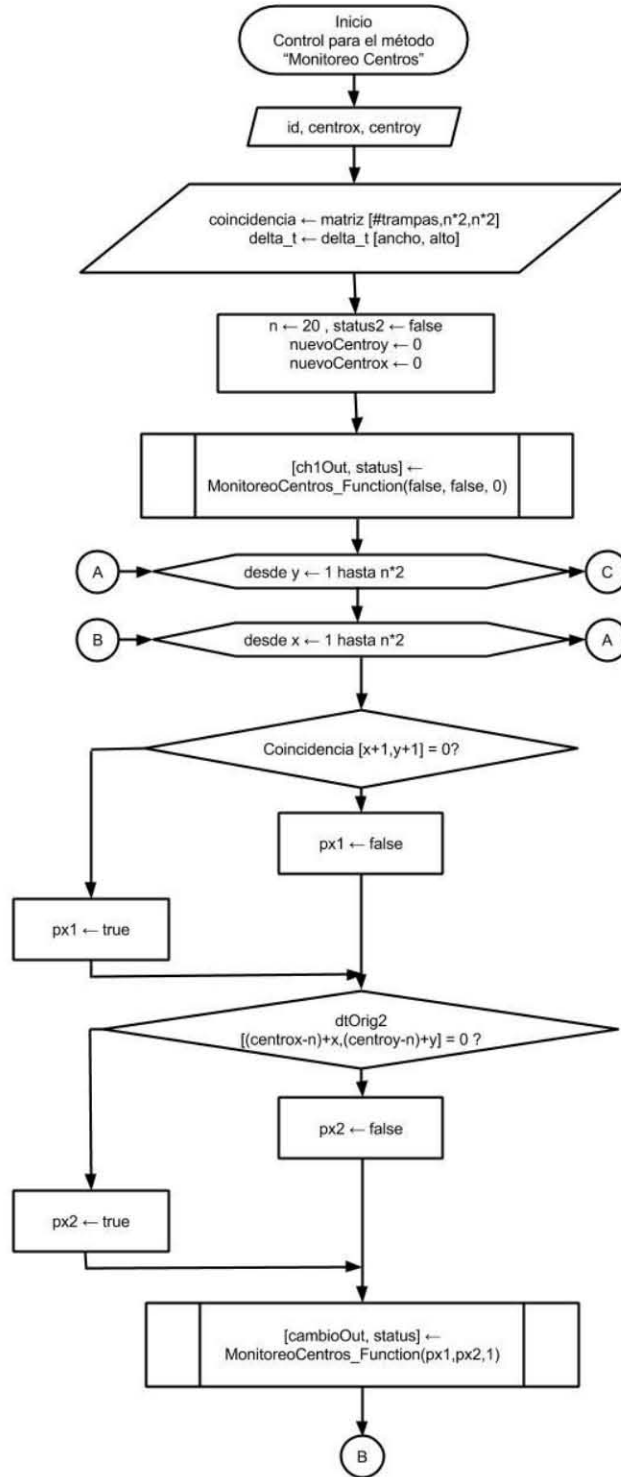 Inicio
Control para el método
“Monitoreo Centros”
id, centrox, centroy
coincidencia ← matriz [#trampas,n*2,n*2]
delta_t ← delta_t [ancho, alto]
n ← 20 , status2 ← false
nuevoCentroy ← 0
nuevoCentrox ← 0
[ch1Out, status] ←
MonitoreoCentros_Function(false, false, 0)
A
desde y ← 1 hasta n*2
C
B
desde x ← 1 hasta n*2
A
Coincidencia [x+1,y+1] = 0?
px1 ← false
px1 ← true
dtOrig2
[(centrox-n)+x,(centroy-n)+y] = 0 ?
px2 ← false
px2 ← true
[cambioOut, status] ←
MonitoreoCentros_Function(px1,px2,1)
B